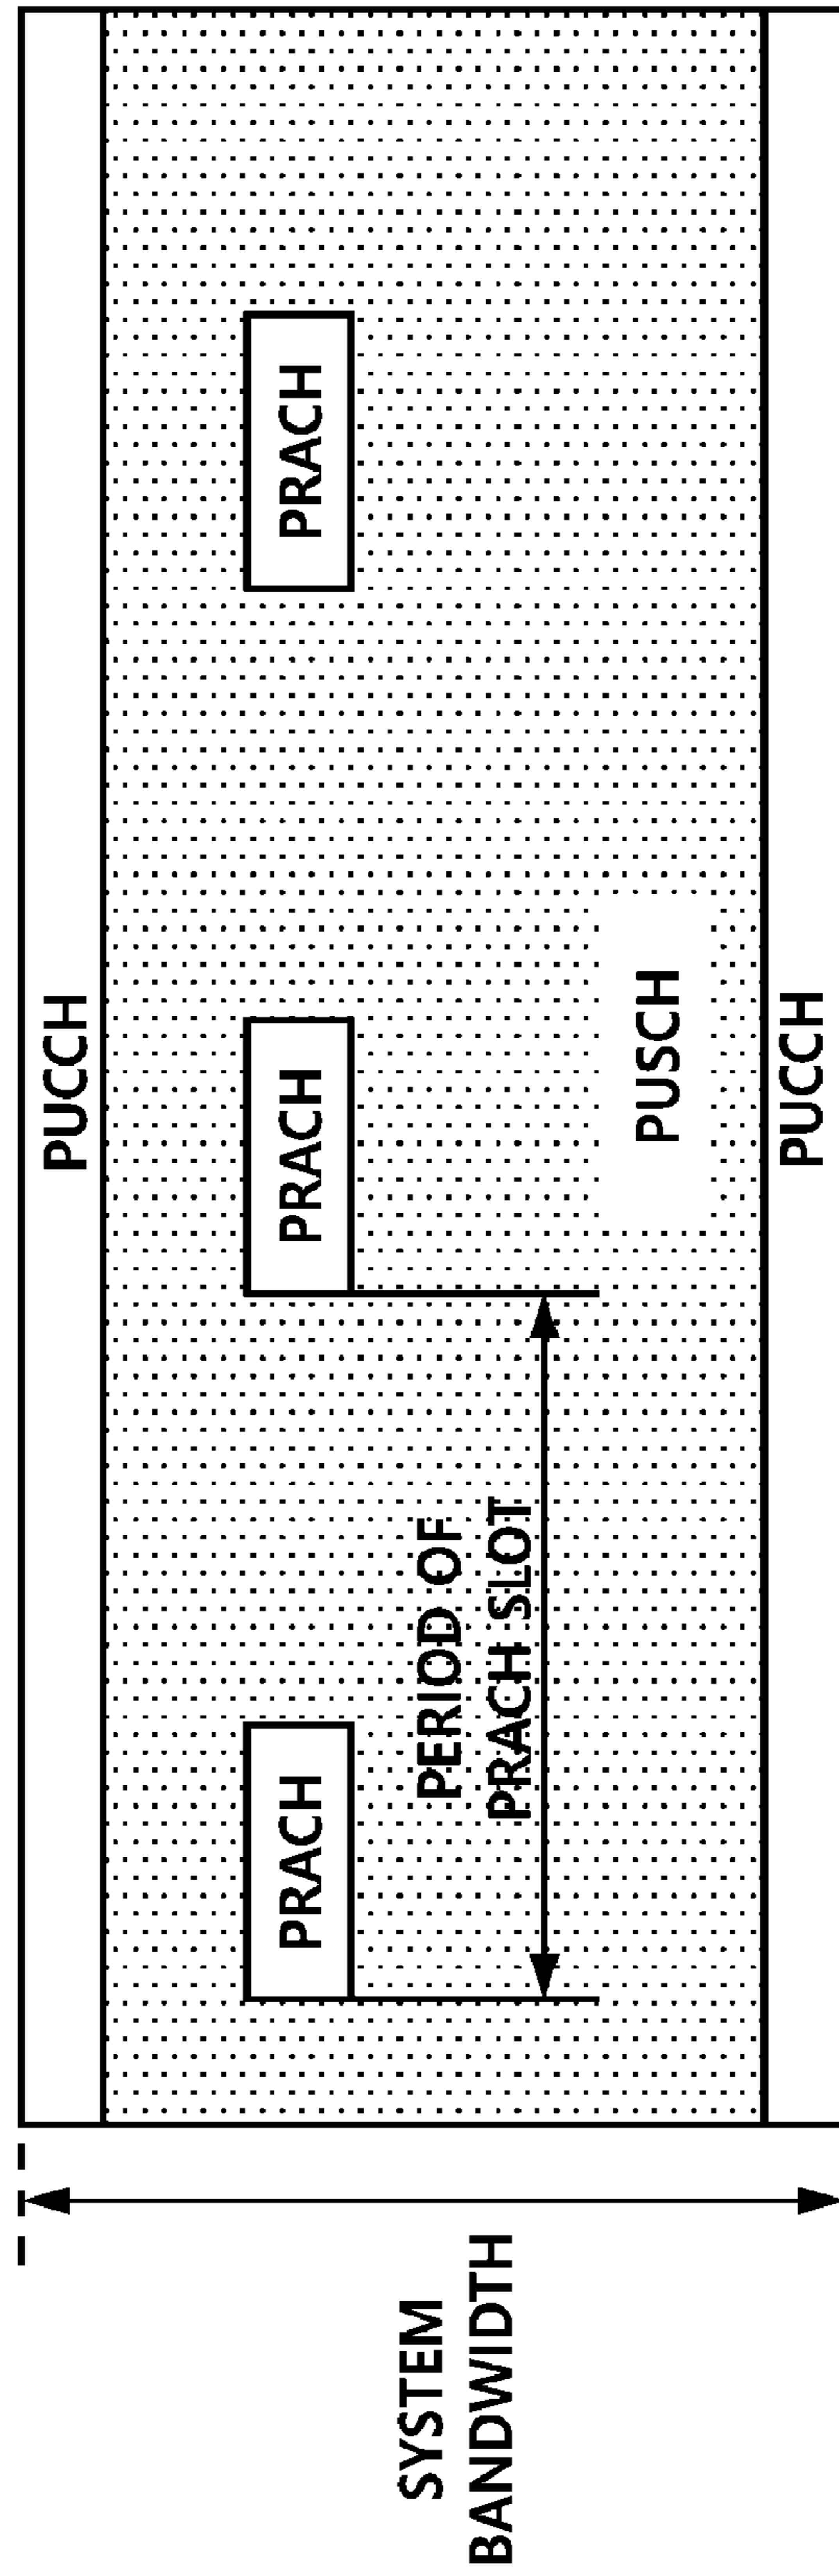 PUCCH
PRACH
PRACH
PRACH
PERIOD OF
PRACH SLOT
PUSCH
PUCCH
SYSTEM
BANDWIDTH